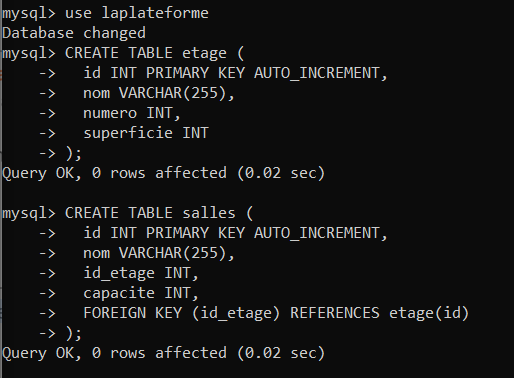 mysql> use laplateforme
Database changed
mysql> CREATE TABLE etage (
    ->   id INT PRIMARY KEY AUTO_INCREMENT,
    ->   nom VARCHAR(255),
    ->   numero INT,
    ->   superficie INT
    -> );
Query OK, 0 rows affected (0.02 sec)

mysql> CREATE TABLE salles (
    ->   id INT PRIMARY KEY AUTO_INCREMENT,
    ->   nom VARCHAR(255),
    ->   id_etage INT,
    ->   capacite INT,
    ->   FOREIGN KEY (id_etage) REFERENCES etage(id)
    -> );
Query OK, 0 rows affected (0.02 sec)